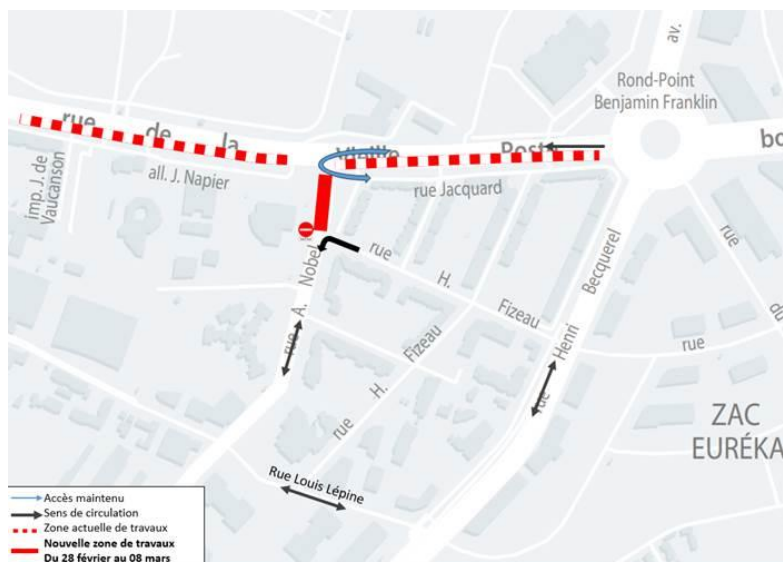 av.
Rond-Point
Benjamin Franklin
rue de la Vieille Poste
bo
all. J. Napier
imp. J. de
Vaucanson
rue Jacquard
rue A. Nobel
rue H. Fizeau
rue H. Fizeau
rue Henri Becquerel
rue
du
rue
ZAC
EURÉKA
Rue Louis Lépine
Accès maintenu
Sens de circulation
Zone actuelle de travaux
Nouvelle zone de travaux
Du 28 février au 08 mars